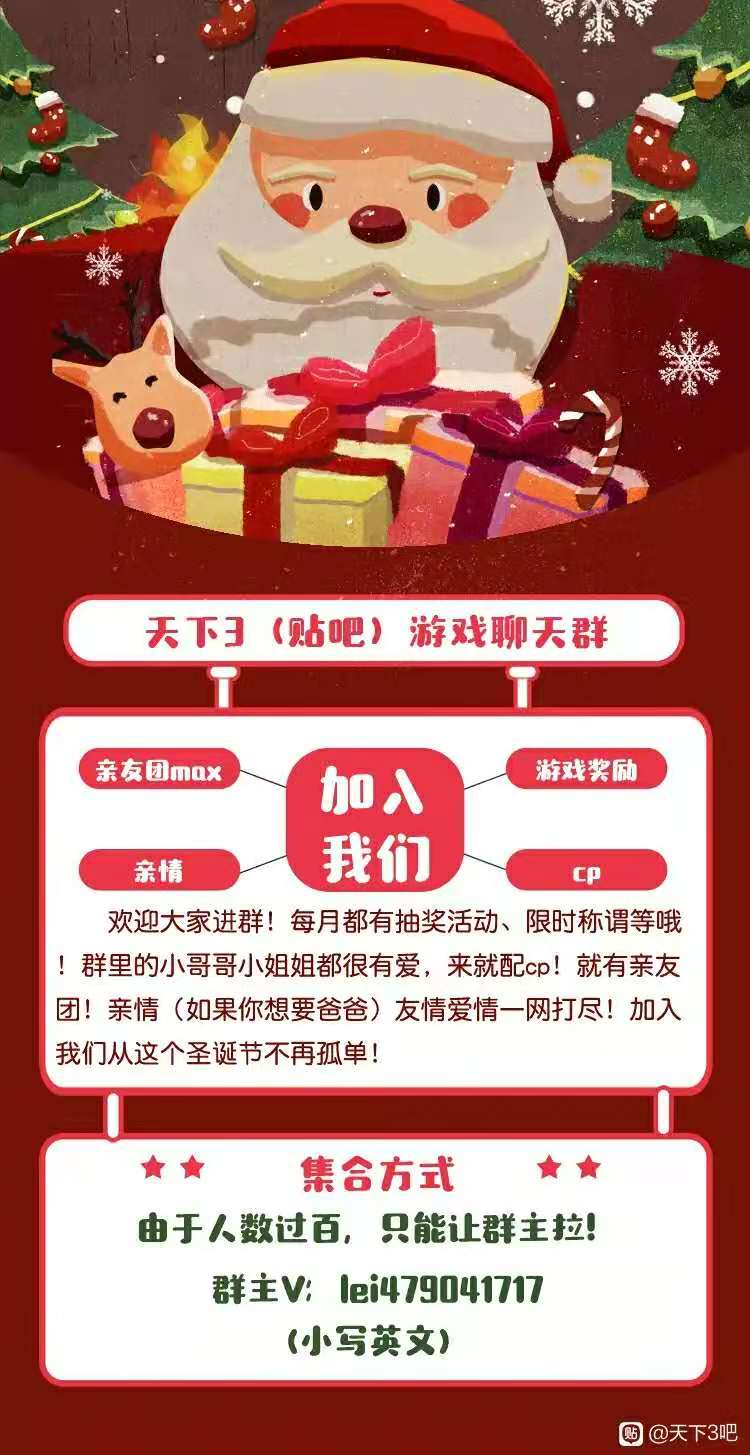 天下3（贴吧）游戏聊天群
亲友团max
游戏奖励
加入
我们
亲情
cp
欢迎大家进群！每月都有抽奖活动、限时称谓等哦
！群里的小哥哥小姐姐都很有爱，来就配cp！就有亲友
团！亲情（如果你想要爸爸）友情爱情一网打尽！加入
我们从这个圣诞节不再孤单！
集合方式
由于人数过百，只能让群主拉！
群主V：lei479041717
(小写英文)
贴 @天下3吧